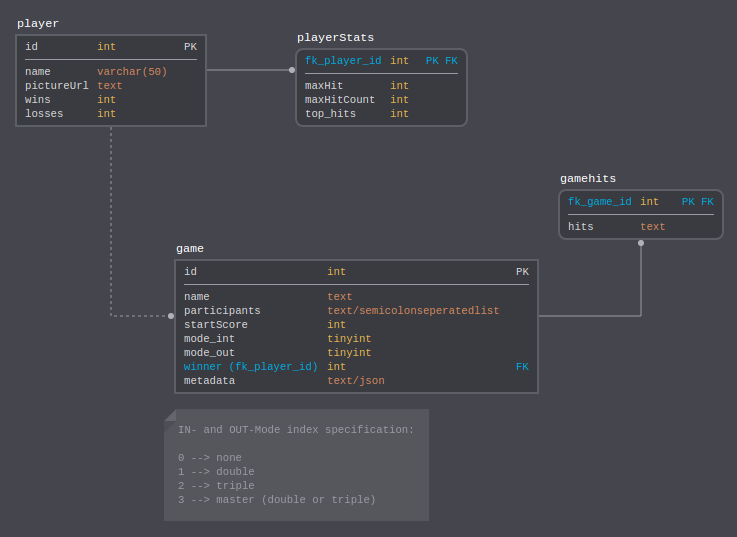 player
id int PK
name varchar(50)
pictureUrl text
wins int
losses int
playerStats
fk_player_id int PK FK
maxHit int
maxHitCount int
top_hits int
gamehits
fk_game_id int PK FK
hits text
game
id int PK
name text
participants text/semicolonseperatedlist
startScore int
mode_int tinyint
mode_out tinyint
winner (fk_player_id) int FK
metadata text/json
IN- and OUT-Mode index specification:
0 --> none
1 --> double
2 --> triple
3 --> master (double or triple)